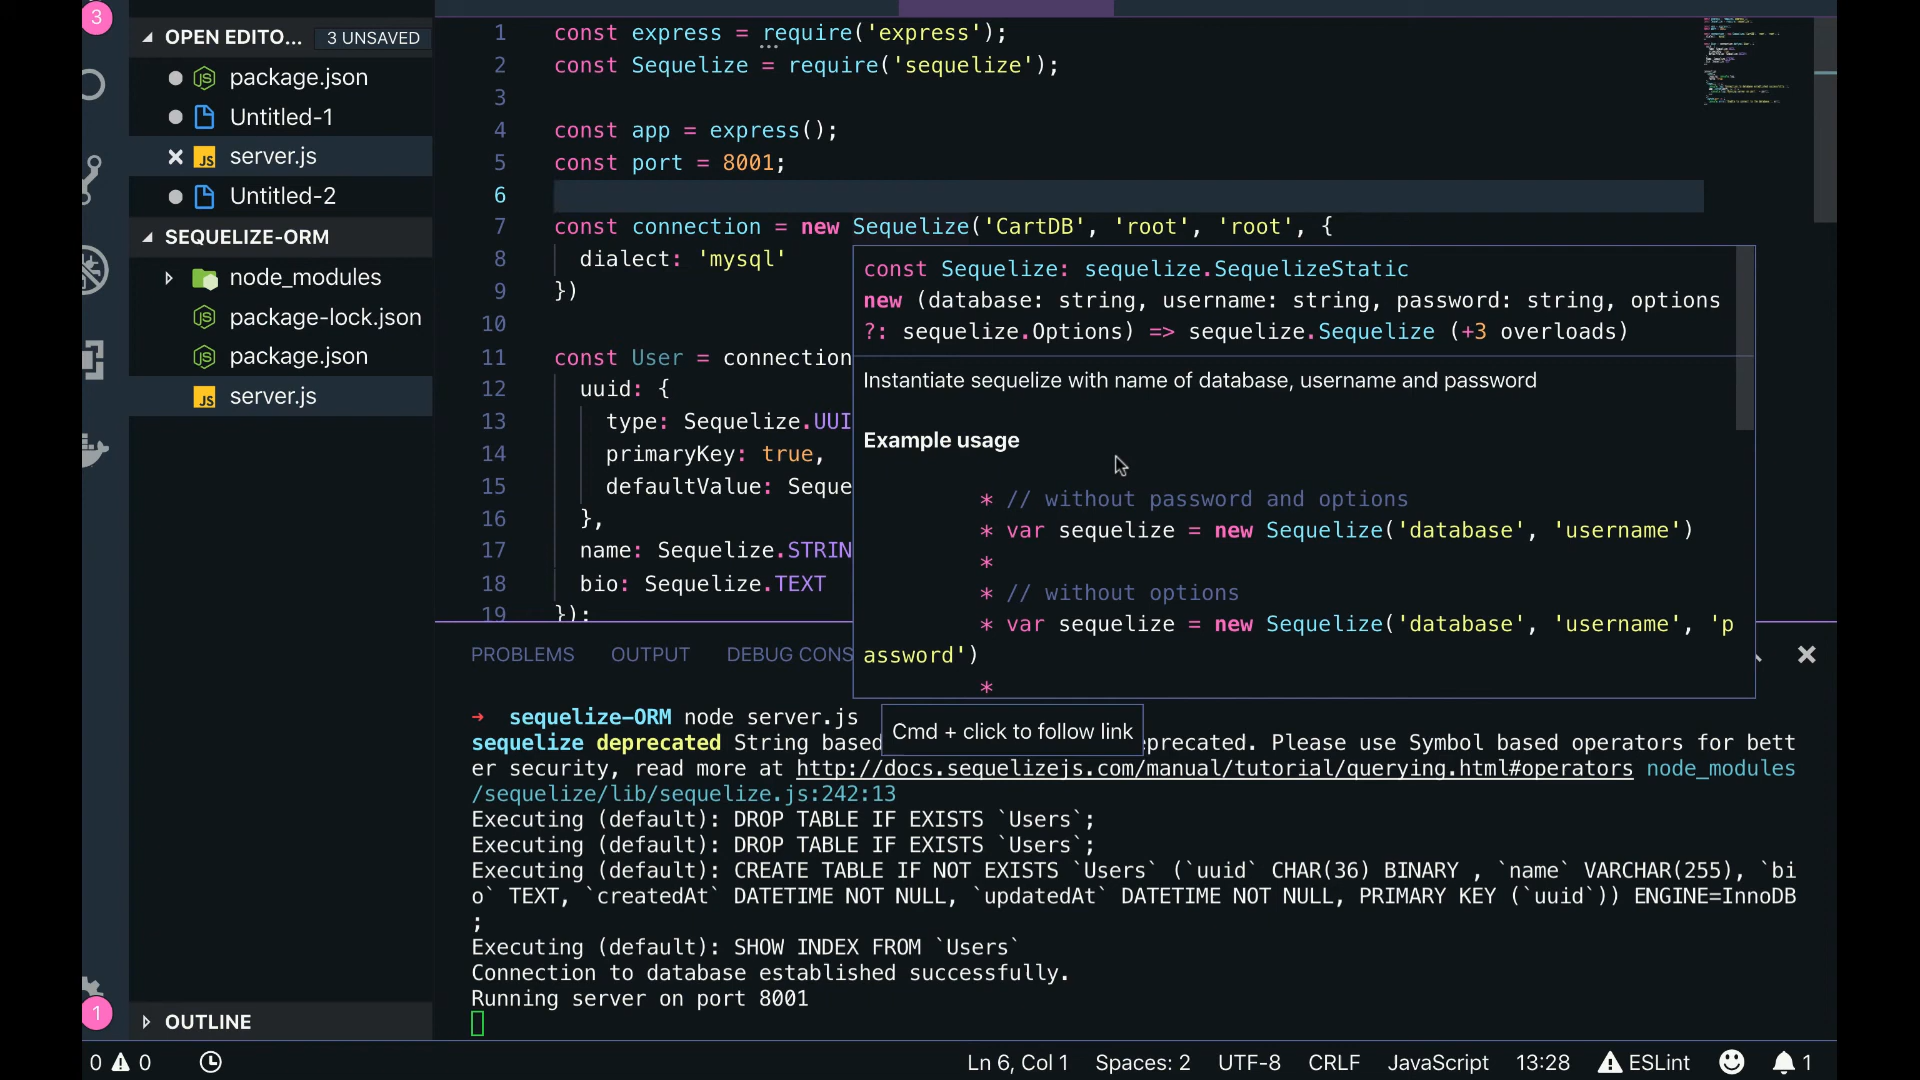 3
OPEN EDITO... 3 UNSAVED
package.json
Untitled-1
server.js
Untitled-2
SEQUELIZE-ORM
node_modules
package-lock.json
package.json
server.js
OUTLINE
1
1 const express = require('express');
2 const Sequelize = require('sequelize');
3
4 const app = express();
5 const port = 8001;
6
7 const connection = new Sequelize('CartDB', 'root', 'root', {
8 dialect: 'mysql'
9 })
10
11 const User = connection
12 uuid: {
13 type: Sequelize.UUI
14 primaryKey: true,
15 defaultValue: Seque
16 },
17 name: Sequelize.STRIN
18 bio: Sequelize.TEXT
19 });
const Sequelize: sequelize.SequelizeStatic
new (database: string, username: string, password: string, options
?: sequelize.Options) => sequelize.Sequelize (+3 overloads)
Instantiate sequelize with name of database, username and password
Example usage
* // without password and options
* var sequelize = new Sequelize('database', 'username')
*
* // without options
* var sequelize = new Sequelize('database', 'username', 'p
assword')
*
PROBLEMS OUTPUT DEBUG CONS
→ sequelize-ORM node server.js
Cmd + click to follow link
sequelize deprecated String based eprecated. Please use Symbol based operators for bett
er security, read more at http://docs.sequelizejs.com/manual/tutorial/querying.html#operators node_modules
/sequelize/lib/sequelize.js:242:13
Executing (default): DROP TABLE IF EXISTS `Users`;
Executing (default): DROP TABLE IF EXISTS `Users`;
Executing (default): CREATE TABLE IF NOT EXISTS `Users` (`uuid` CHAR(36) BINARY , `name` VARCHAR(255), `bi
o` TEXT, `createdAt` DATETIME NOT NULL, `updatedAt` DATETIME NOT NULL, PRIMARY KEY (`uuid`)) ENGINE=InnoDB
;
Executing (default): SHOW INDEX FROM `Users`
Connection to database established successfully.
Running server on port 8001
0 0 Ln 6, Col 1 Spaces: 2 UTF-8 CRLF JavaScript 13:28 ESLint 1